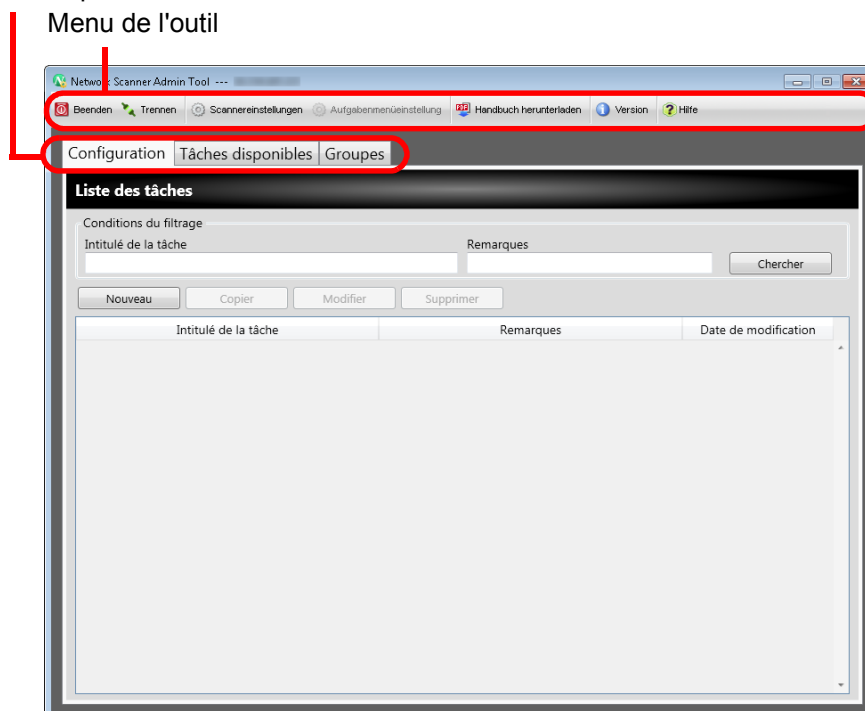 Menu de l'outil
Network Scanner Admin Tool ---
Beenden Trennen Scannereinstellungen Aufgabenmenüeinstellung Handbuch herunterladen Version Hilfe
Configuration Tâches disponibles Groupes
Liste des tâches
Conditions du filtrage
Intitulé de la tâche Remarques
Chercher
Nouveau Copier Modifier Supprimer
Intitulé de la tâche Remarques Date de modification